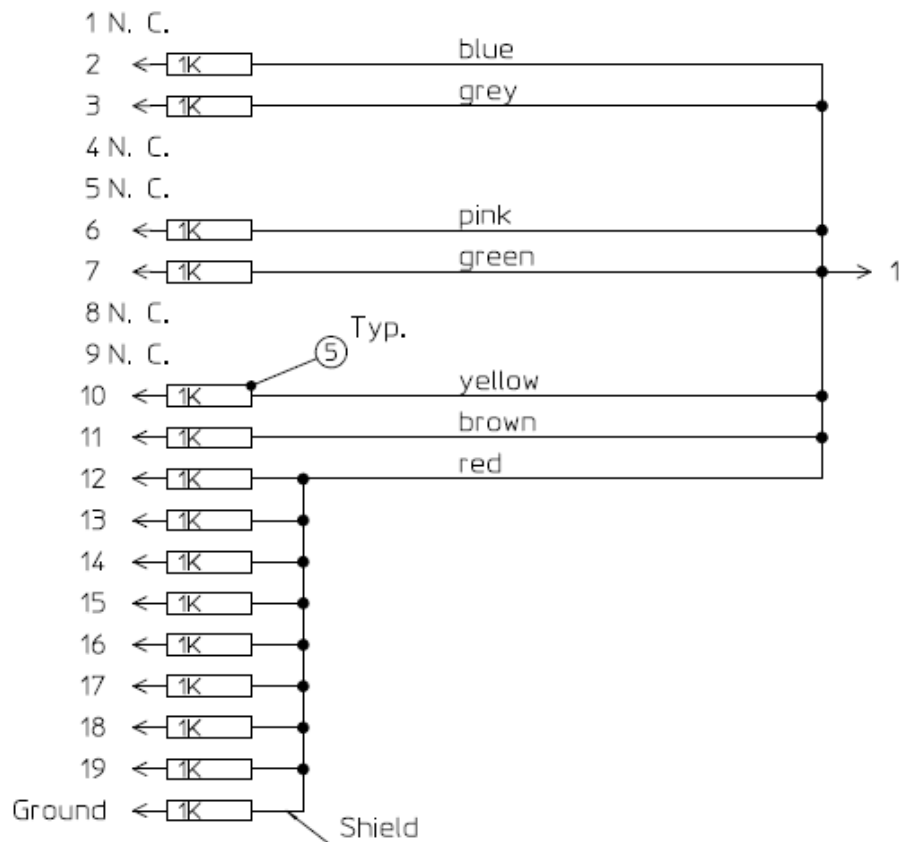 1 N. C.
2 1K blue
3 1K grey
4 N. C.
5 N. C.
6 1K pink
7 1K green 1
8 N. C.
Typ.
9 N. C. 5
10 1K yellow
11 1K brown
12 1K red
13 1K
14 1K
15 1K
16 1K
17 1K
18 1K
19 1K
Ground 1K
Shield